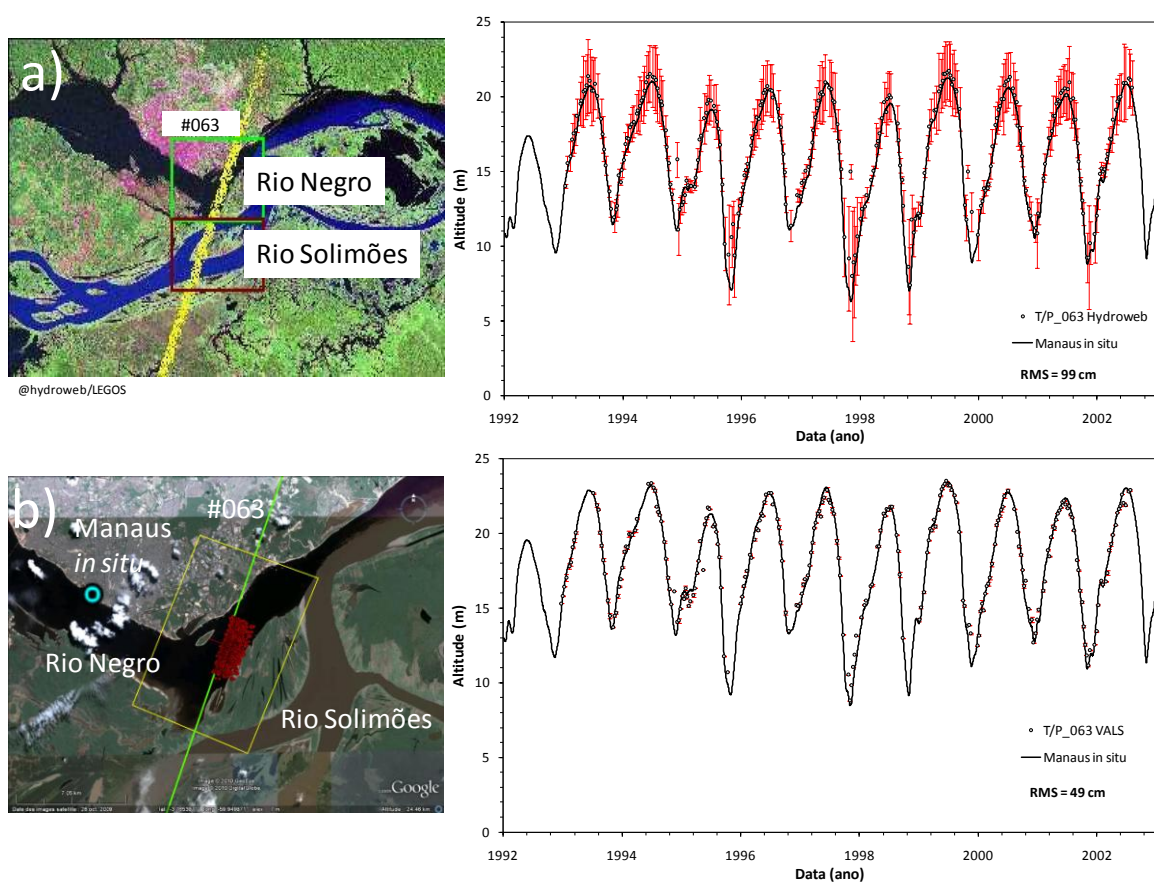 a)
#063
Rio Negro
Rio Solimões
@hydroweb/LEGOS
25
20
15
10
5
0
Altitude (m)
1992 1994 1996 1998 2000 2002
Data (ano)
T/P_063 Hydroweb
Manaus in situ
RMS = 99 cm
b)
#063
Manaus
in situ
Rio Negro
Rio Solimões
Google
25
20
15
10
5
0
Altitude (m)
1992 1994 1996 1998 2000 2002
Data (ano)
T/P_063 VALS
Manaus in situ
RMS = 49 cm